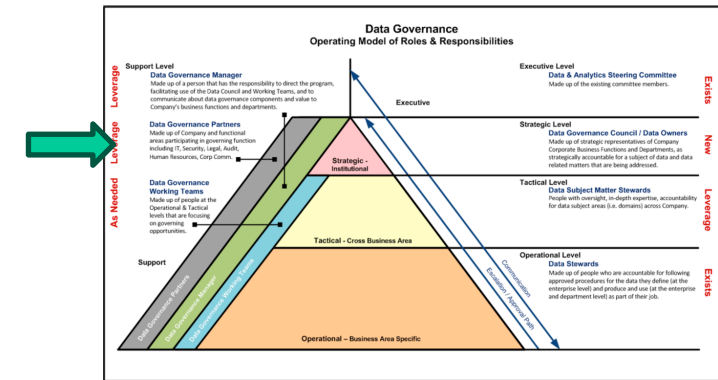 Data Governance
Operating Model of Roles & Responsibilities
Support Level
Data Governance Manager
Made up of a person that has the responsibility to direct the program,
facilitating use of the Data Council and Working Teams, and to
communicate about data governance components and value to
Company's business functions and departments.
Leverage
Data Governance Partners
Made up of Company and functional
areas participating in governing function
including IT, Security, Legal, Audit,
Human Resources, Corp Comm.
Leverage
Data Governance
Working Teams
Made up of people at the
Operational & Tactical
levels that are focusing
on governing
opportunities.
As Needed
Support
Data Governance Partners
Data Governance Manager
Data Governance Working Teams
Executive
Strategic -
Institutional
Tactical - Cross Business Area
Operational – Business Area Specific
Communication
Escalation / Approval Path
Executive Level
Data & Analytics Steering Committee
Made up of the existing committee members.
Exists
Strategic Level
Data Governance Council / Data Owners
Made up of strategic representatives of Company
Corporate Business Functions and Departments, as
strategically accountable for a subject of data and data
related matters that are being addressed.
New
Tactical Level
Data Subject Matter Stewards
People with oversight, in-depth expertise, accountability
for data subject areas (i.e. domains) across Company.
Leverage
Operational Level
Data Stewards
Made up of people who are accountable for following
approved procedures for the data they define (at the
enterprise level) and produce and use (at the enterprise
and department level) as part of their job.
Exists